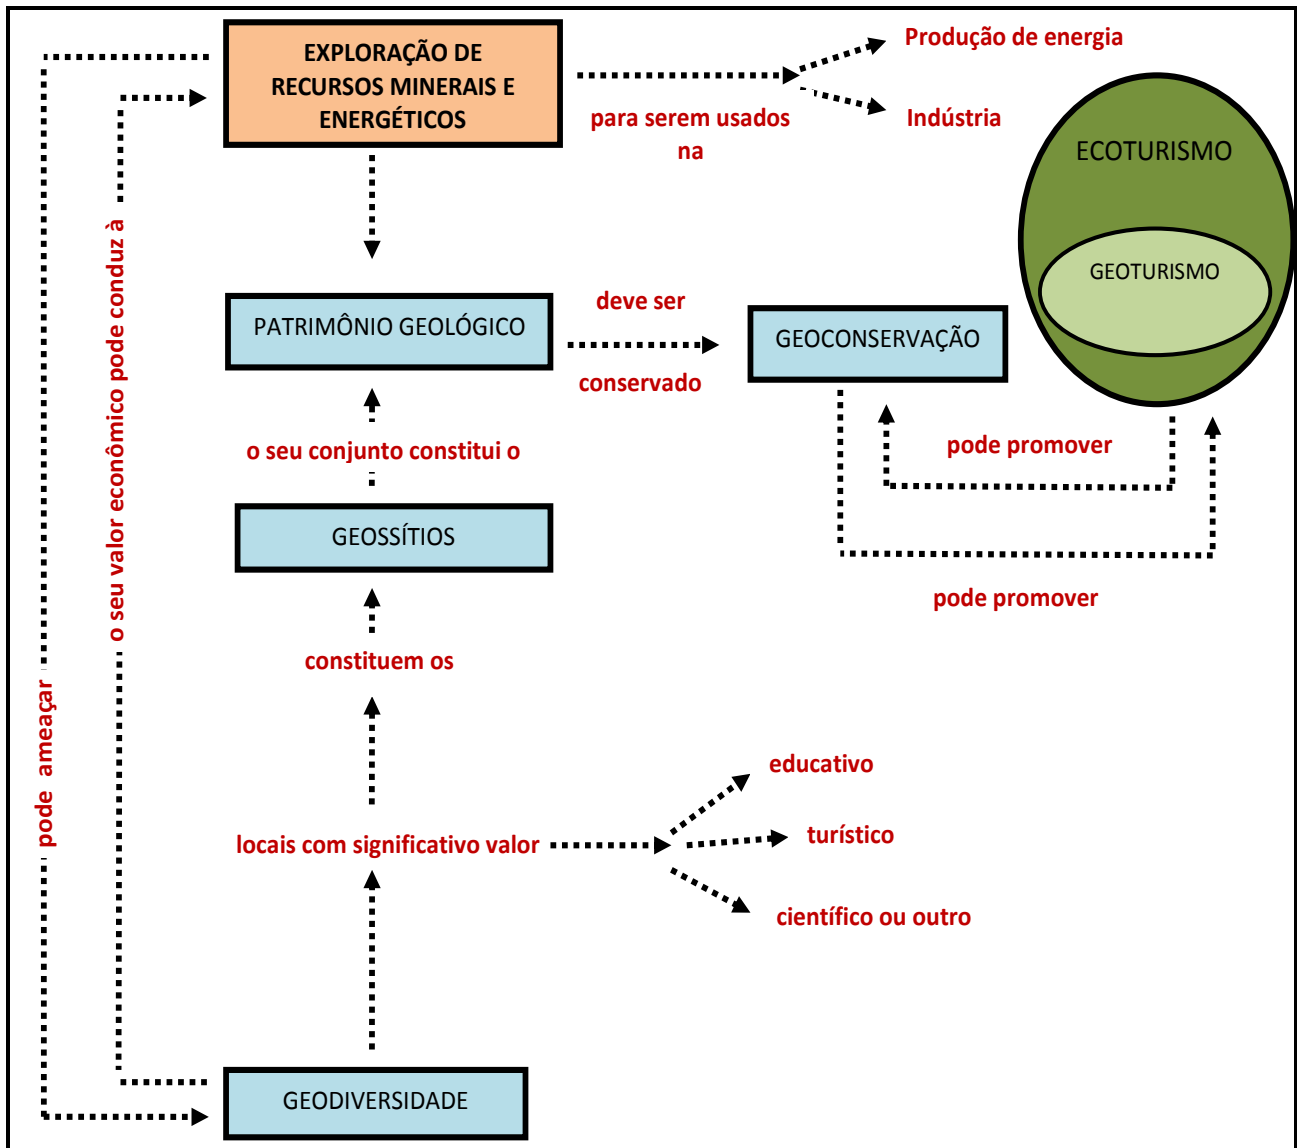 EXPLORAÇÃO DE
RECURSOS MINERAIS E
ENERGÉTICOS
para serem usados
na
Produção de energia
Indústria
ECOTURISMO
GEOTURISMO
PATRIMÔNIO GEOLÓGICO
deve ser
conservado
GEOCONSERVAÇÃO
pode promover
pode promover
o seu conjunto constitui o
GEOSSÍTIOS
constituem os
locais com significativo valor
educativo
turístico
científico ou outro
GEODIVERSIDADE
o seu valor econômico pode conduz à
pode ameaçar